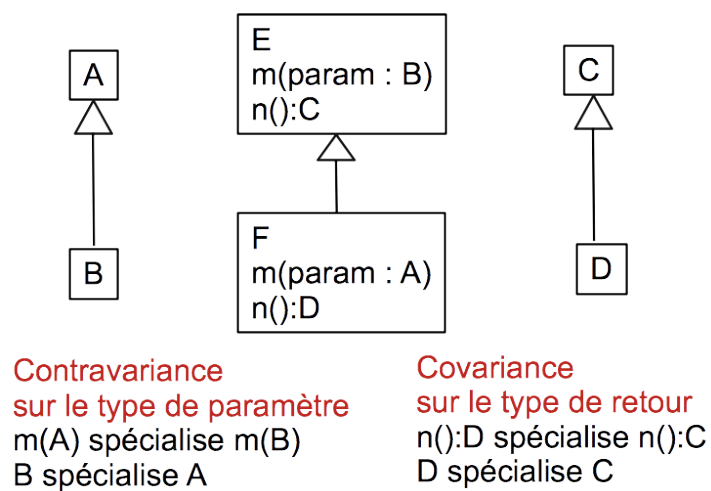 A
B
E
m(param : B)
n():C
F
m(param : A)
n():D
C
D
Contravariance
sur le type de paramètre
m(A) spécialise m(B)
B spécialise A
Covariance
sur le type de retour
n():D spécialise n():C
D spécialise C